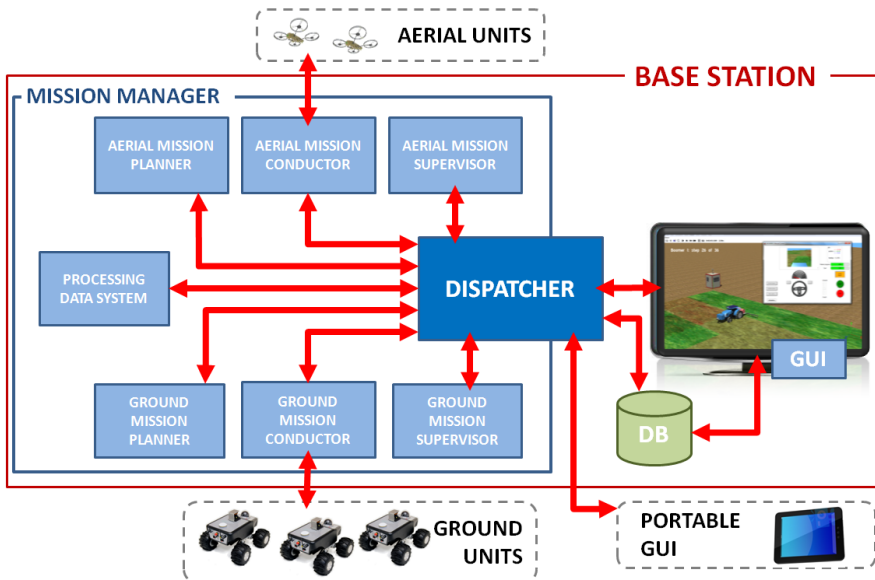 AERIAL UNITS
BASE STATION
MISSION MANAGER
AERIAL MISSION
PLANNER
AERIAL MISSION
CONDUCTOR
AERIAL MISSION
SUPERVISOR
PROCESSING
DATA SYSTEM
DISPATCHER
GUI
GROUND
MISSION
PLANNER
GROUND
MISSION
CONDUCTOR
GROUND
MISSION
SUPERVISOR
DB
GROUND
UNITS
PORTABLE
GUI